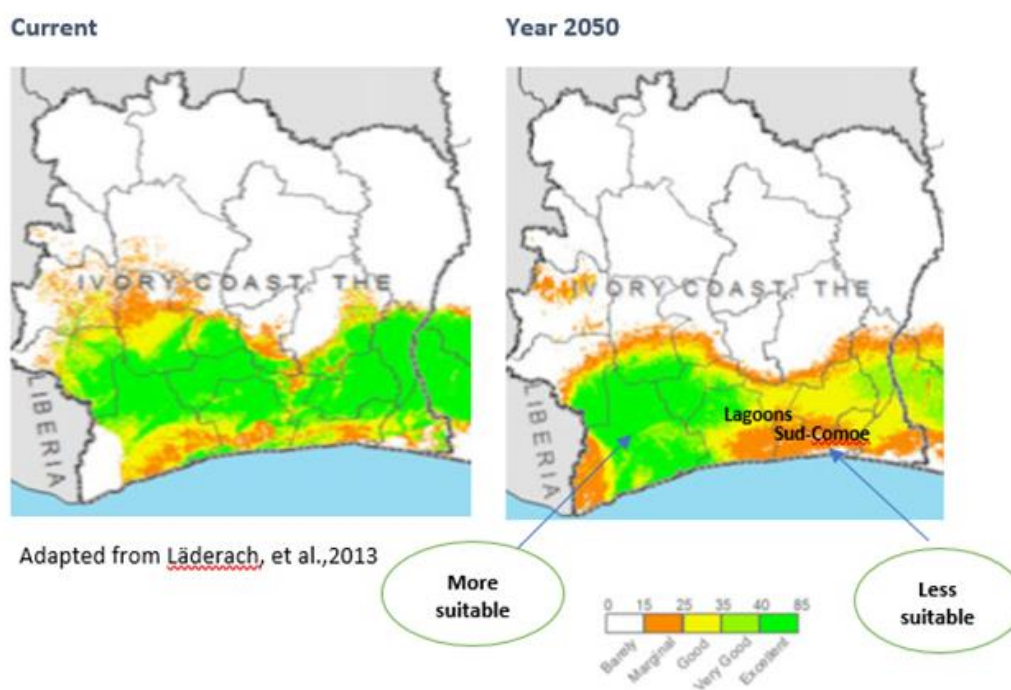 Current
Year 2050
IVORY COAST, THE
IVORY COAST, THE
LIBERIA
LIBERIA
Lagoons
Sud-Comoe
Adapted from Läderach, et al.,2013
More
suitable
Less
suitable
0 15 25 35 40 85
Barely
Marginal
Good
Very Good
Excellent